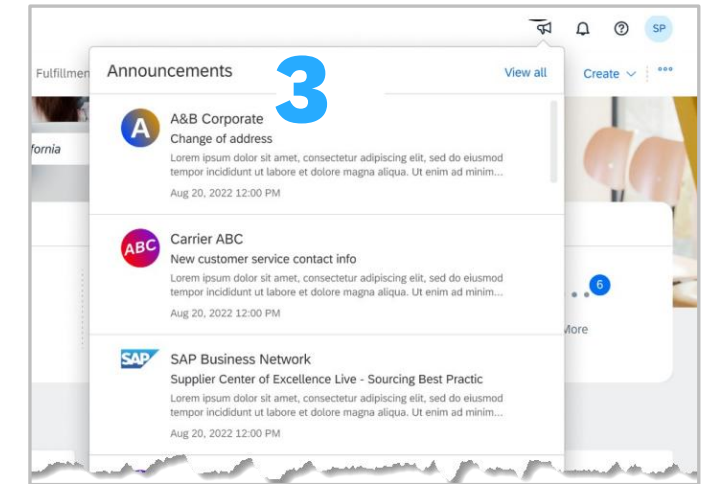 SP
Fulfillmen
Announcements
3
View all
Create
fornia
A
A&B Corporate
Change of address
Lorem ipsum dolor sit amet, consectetur adipiscing elit, sed do eiusmod
tempor incididunt ut labore et dolore magna aliqua. Ut enim ad minim...
Aug 20, 2022 12:00 PM
ABC
Carrier ABC
New customer service contact info
Lorem ipsum dolor sit amet, consectetur adipiscing elit, sed do eiusmod
tempor incididunt ut labore et dolore magna aliqua. Ut enim ad minim...
Aug 20, 2022 12:00 PM
6
More
SAP
SAP Business Network
Supplier Center of Excellence Live - Sourcing Best Practic
Lorem ipsum dolor sit amet, consectetur adipiscing elit, sed do eiusmod
tempor incididunt ut labore et dolore magna aliqua. Ut enim ad minim...
Aug 20, 2022 12:00 PM